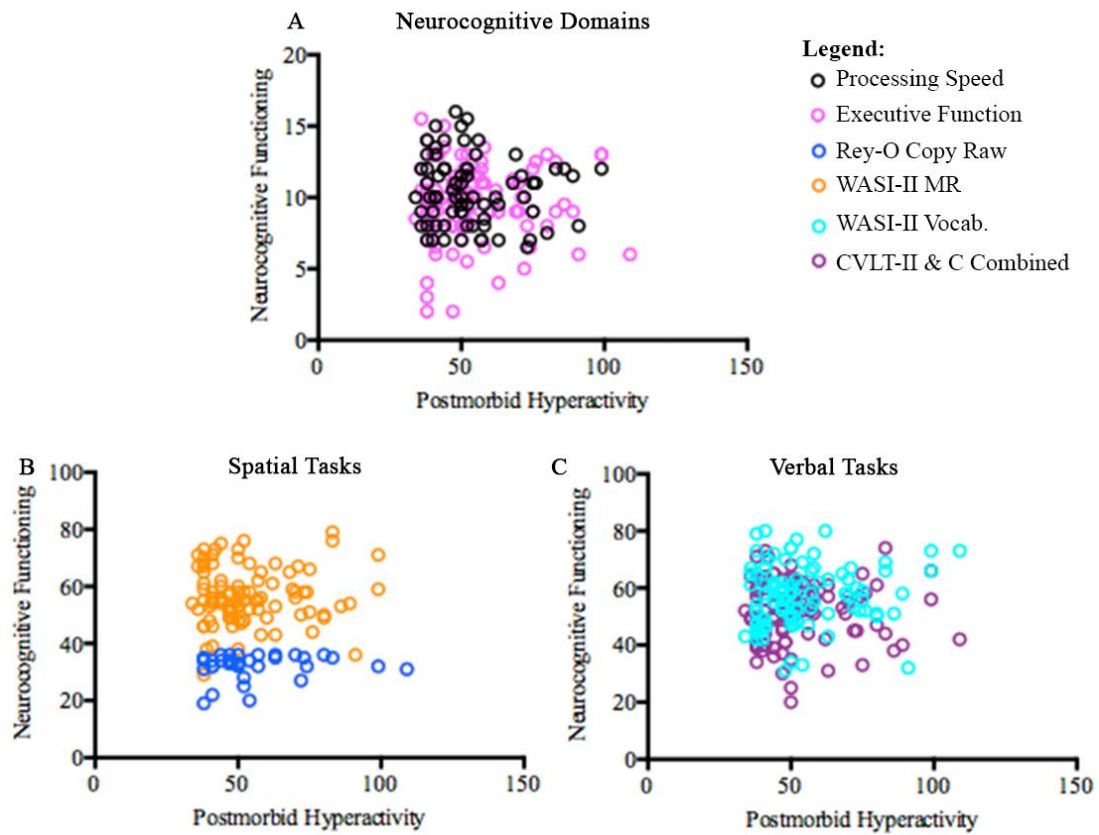 A
Neurocognitive Domains
Neurocognitive Functioning
20
15
10
5
0
0 50 100 150
Postmorbid Hyperactivity
Legend:
Processing Speed
Executive Function
Rey-O Copy Raw
WASI-II MR
WASI-II Vocab.
CVLT-II & C Combined
B
Spatial Tasks
Neurocognitive Functioning
100
80
60
40
20
0
0 50 100 150
Postmorbid Hyperactivity
C
Verbal Tasks
Neurocognitive Functioning
100
80
60
40
20
0
0 50 100 150
Postmorbid Hyperactivity